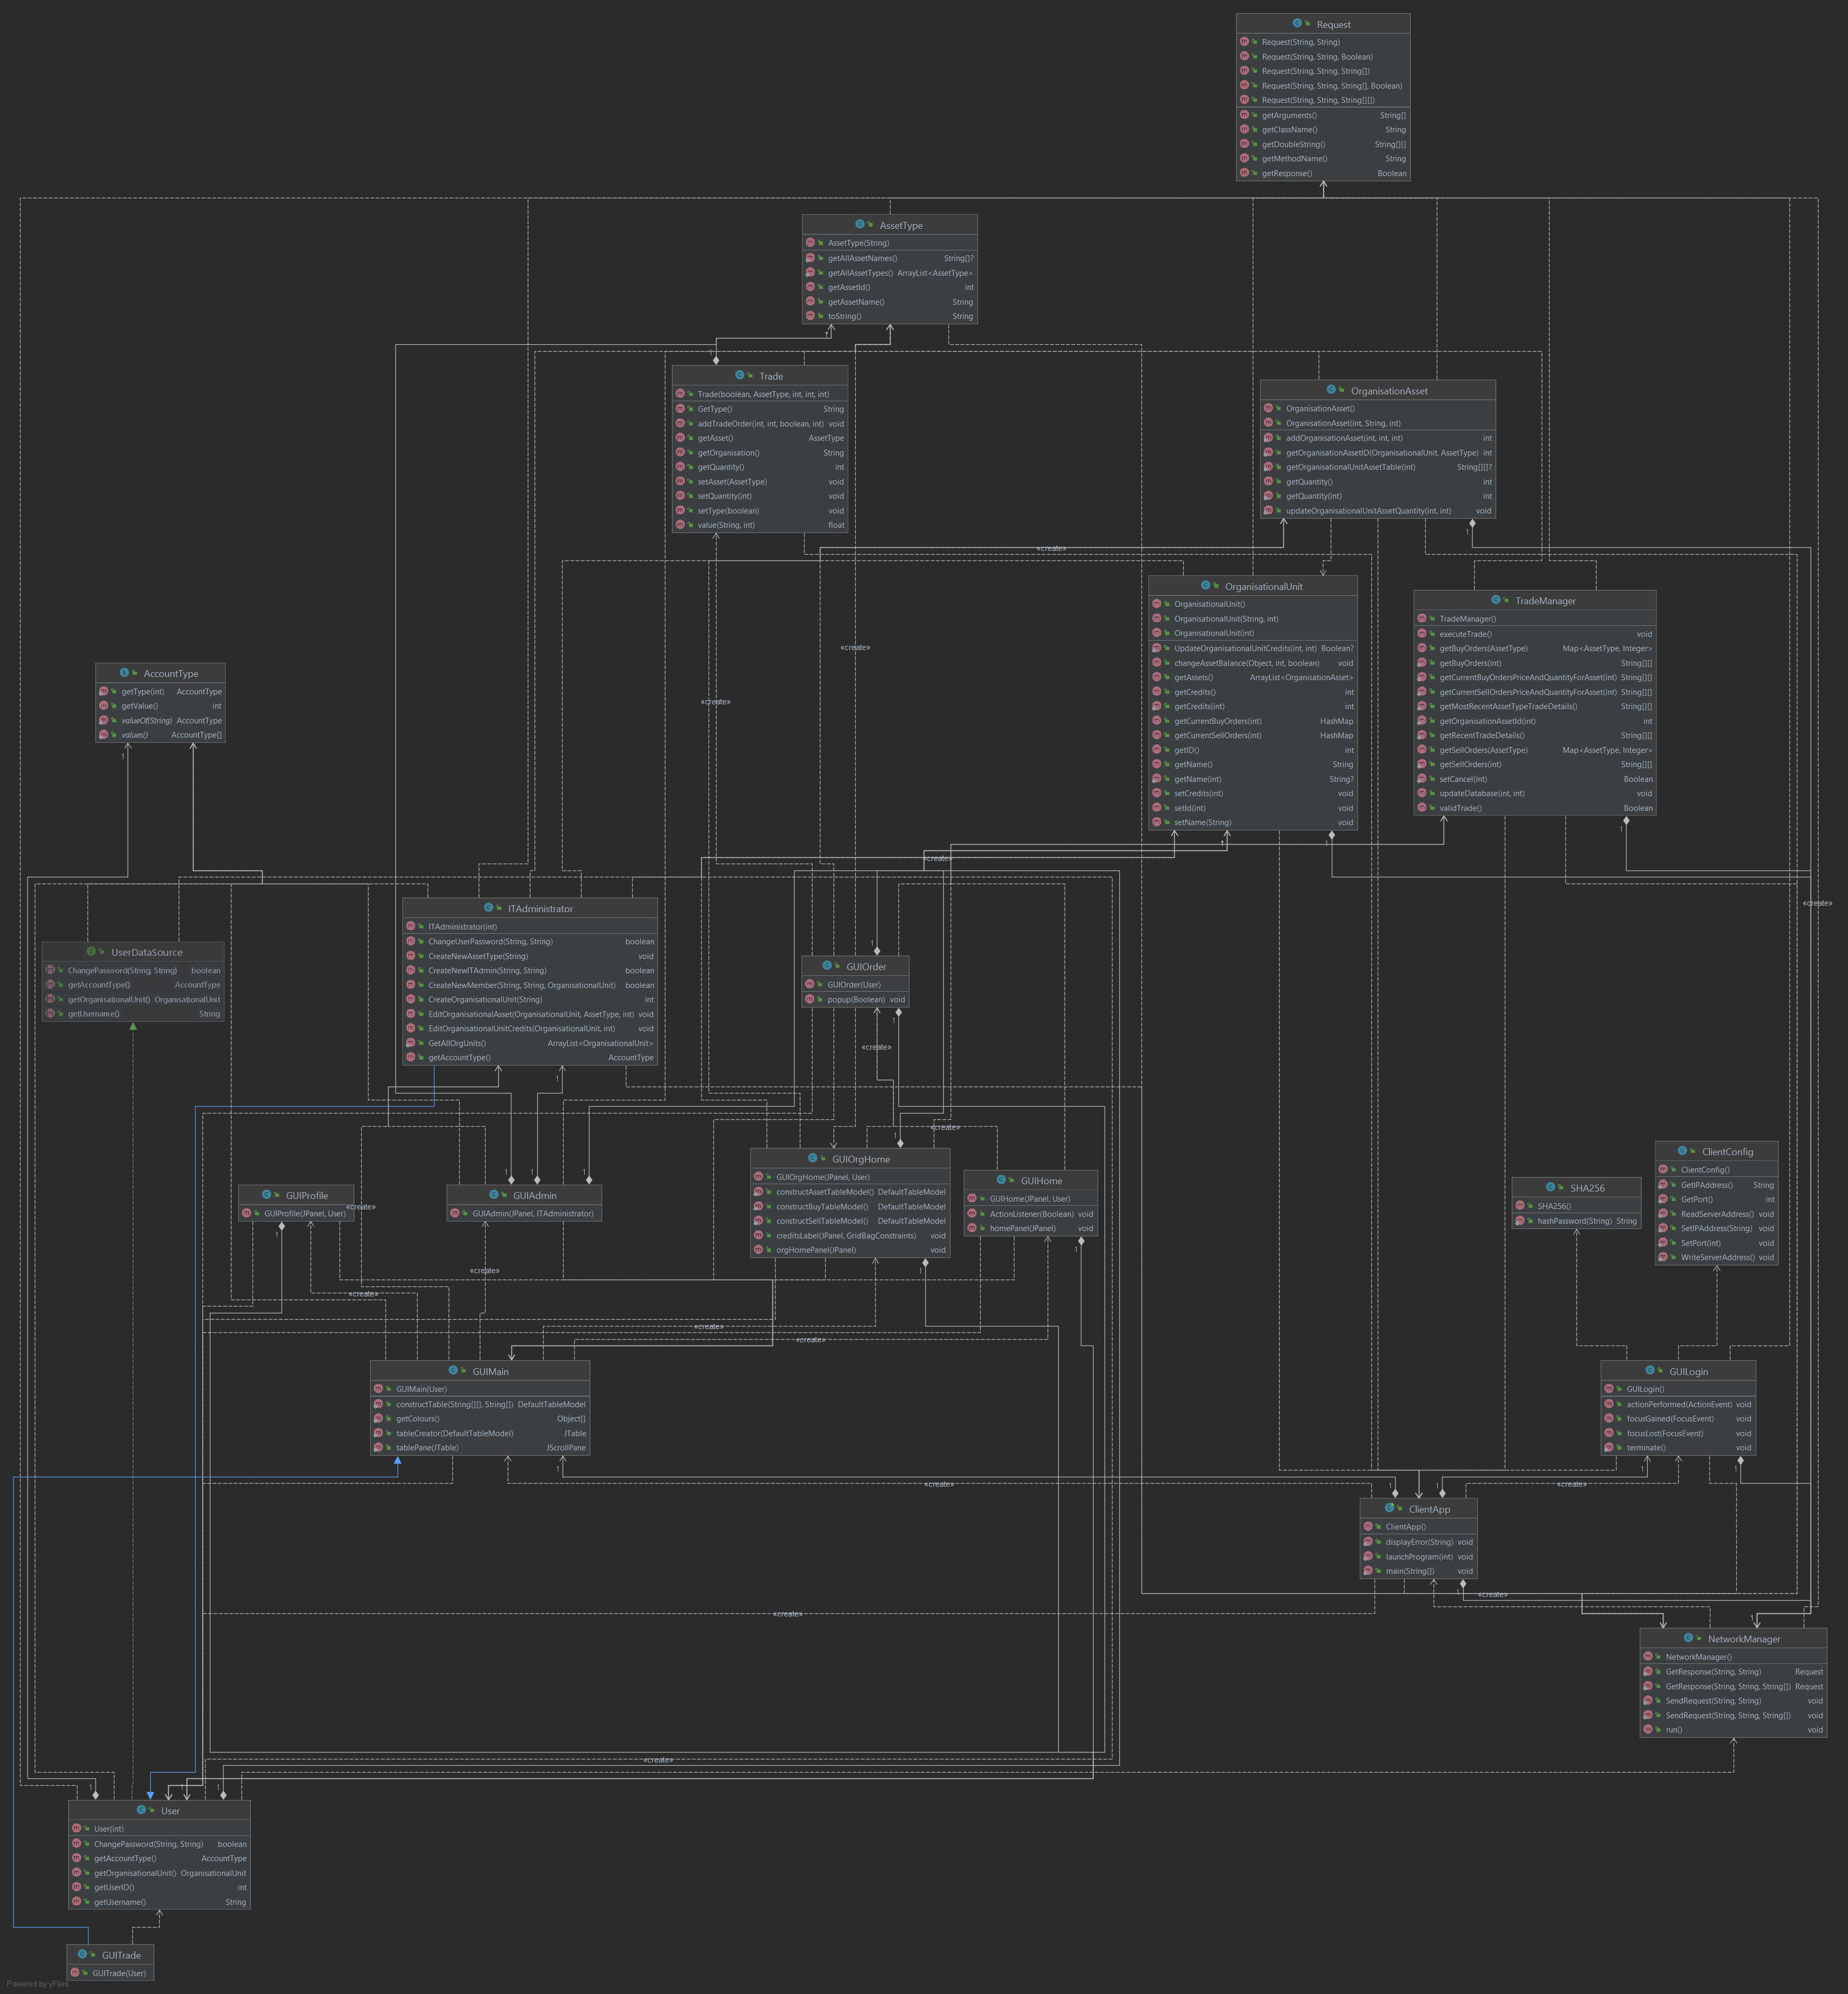 Request
Request(String, String)
Request(String, String, Boolean)
Request(String, String, String[])
Request(String, String, String[], Boolean)
Request(String, String, String[][])
getArguments() String[]
getClassName() String
getDoubleString() String[][]
getMethodName() String
getResponse() Boolean
AssetType
AssetType(String)
getAllAssetNames() String[]?
getAllAssetTypes() ArrayList<AssetType>
getAssetId() int
getAssetName() String
toString() String
Trade
Trade(boolean, AssetType, int, int, int)
GetType() String
addTradeOrder(int, int, boolean, int) void
getAsset() AssetType
getOrganisation() String
getQuantity() int
setAsset(AssetType) void
setQuantity(int) void
setType(boolean) void
value(String, int) float
OrganisationAsset
OrganisationAsset()
OrganisationAsset(int, String, int)
addOrganisationAsset(int, int, int) int
getOrganisationAssetID(OrganisationalUnit, AssetType) int
getOrganisationalUnitAssetTable(int) String[][]?
getQuantity() int
getQuantity(int) int
updateOrganisationalUnitAssetQuantity(int, int) void
«create»
OrganisationalUnit
OrganisationalUnit()
OrganisationalUnit(String, int)
OrganisationalUnit(int)
UpdateOrganisationalUnitCredits(int, int) Boolean?
changeAssetBalance(Object, int, boolean) void
getAssets() ArrayList<OrganisationAsset>
getCredits() int
getCredits(int) int
getCurrentBuyOrders(int) HashMap
getCurrentSellOrders(int) HashMap
getID() int
getName() String
getName(int) String?
setCredits(int) void
setId(int) void
setName(String) void
TradeManager
TradeManager()
executeTrade() void
getBuyOrders(AssetType) Map<AssetType, Integer>
getBuyOrders(int) String[][]
getCurrentBuyOrdersPriceAndQuantityForAsset(int) String[][]
getCurrentSellOrdersPriceAndQuantityForAsset(int) String[][]
getMostRecentAssetTypeTradeDetails() String[][]
getOrganisationAssetId(int) int
getRecentTradeDetails() String[][]
getSellOrders(AssetType) Map<AssetType, Integer>
getSellOrders(int) String[][]
setCancel(int) Boolean
updateDatabase(int, int) void
validTrade() Boolean
«create»
«create»
AccountType
getType(int) AccountType
getValue() int
valueOf(String) AccountType
values() AccountType[]
«create»
«create»
ITAdministrator
ITAdministrator(int)
ChangeUserPassword(String, String) boolean
CreateNewAssetType(String) void
CreateNewITAdmin(String, String) boolean
CreateNewMember(String, String, OrganisationalUnit) boolean
CreateOrganisationalUnit(String) int
EditOrganisationalAsset(OrganisationalUnit, AssetType, int) void
EditOrganisationalUnitCredits(OrganisationalUnit, int) void
GetAllOrgUnits() ArrayList<OrganisationalUnit>
getAccountType() AccountType
UserDataSource
ChangePassword(String, String) boolean
getAccountType() AccountType
getOrganisationalUnit() OrganisationalUnit
getUsername() String
GUIOrder
GUIOrder(User)
popup(Boolean) void
«create»
«create»
GUIOrgHome
GUIOrgHome(JPanel, User)
constructAssetTableModel() DefaultTableModel
constructBuyTableModel() DefaultTableModel
constructSellTableModel() DefaultTableModel
creditsLabel(JPanel, GridBagConstraints) void
orgHomePanel(JPanel) void
GUIHome
GUIHome(JPanel, User)
ActionListener(Boolean) void
homePanel(JPanel) void
ClientConfig
ClientConfig()
GetIPAddress() String
GetPort() int
ReadServerAddress() void
SetIPAddress(String) void
SetPort(int) void
WriteServerAddress() void
SHA256
SHA256()
hashPassword(String) String
GUIProfile
GUIProfile(JPanel, User)
GUIAdmin
GUIAdmin(JPanel, ITAdministrator)
«create»
«create»
«create»
«create»
«create»
GUIMain
GUIMain(User)
constructTable(String[][], String[]) DefaultTableModel
getColours() Object[]
tableCreator(DefaultTableModel) JTable
tablePane(JTable) JScrollPane
GUILogin
GUILogin()
actionPerformed(ActionEvent) void
focusGained(FocusEvent) void
focusLost(FocusEvent) void
terminate() void
«create»
«create»
ClientApp
ClientApp()
displayError(String) void
launchProgram(int) void
main(String[]) void
«create»
«create»
NetworkManager
NetworkManager()
GetResponse(String, String) Request
GetResponse(String, String, String[]) Request
SendRequest(String, String) void
SendRequest(String, String, String[]) void
run() void
«create»
User
User(int)
ChangePassword(String, String) boolean
getAccountType() AccountType
getOrganisationalUnit() OrganisationalUnit
getUserID() int
getUsername() String
GUITrade
GUITrade(User)
Powered by yFiles